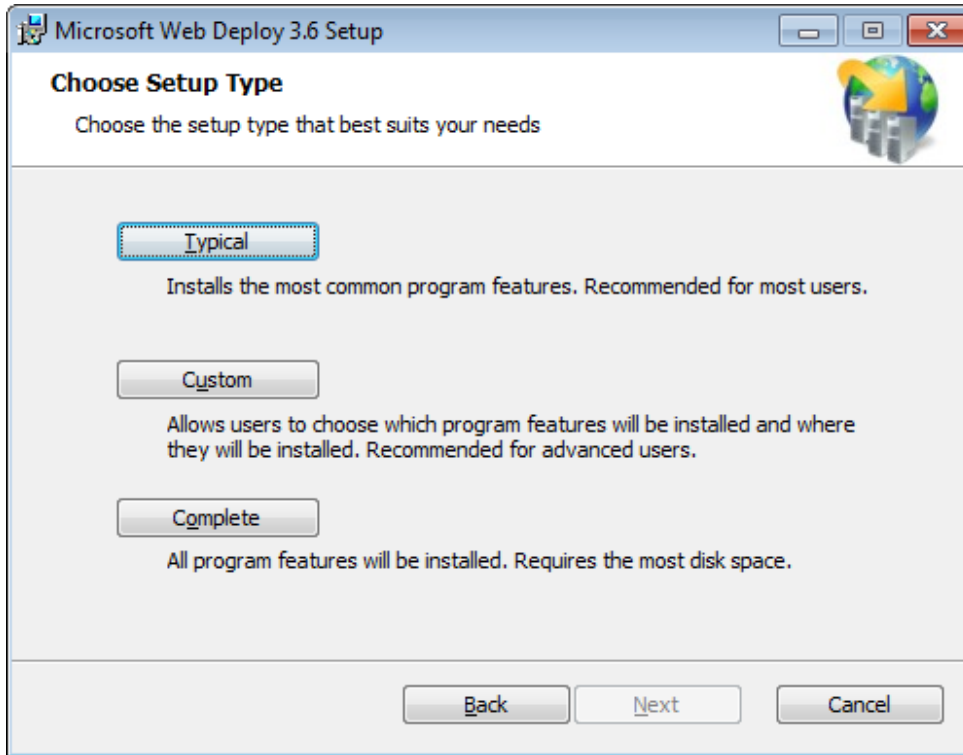 Microsoft Web Deploy 3.6 Setup
Choose Setup Type
Choose the setup type that best suits your needs
Typical
Installs the most common program features. Recommended for most users.
Custom
Allows users to choose which program features will be installed and where
they will be installed. Recommended for advanced users.
Complete
All program features will be installed. Requires the most disk space.
Back Next Cancel